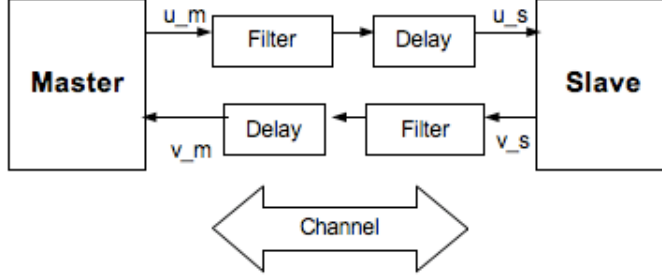 u_m
u_s
Filter
Delay
Master
Slave
Delay
Filter
v_m
v_s
Channel